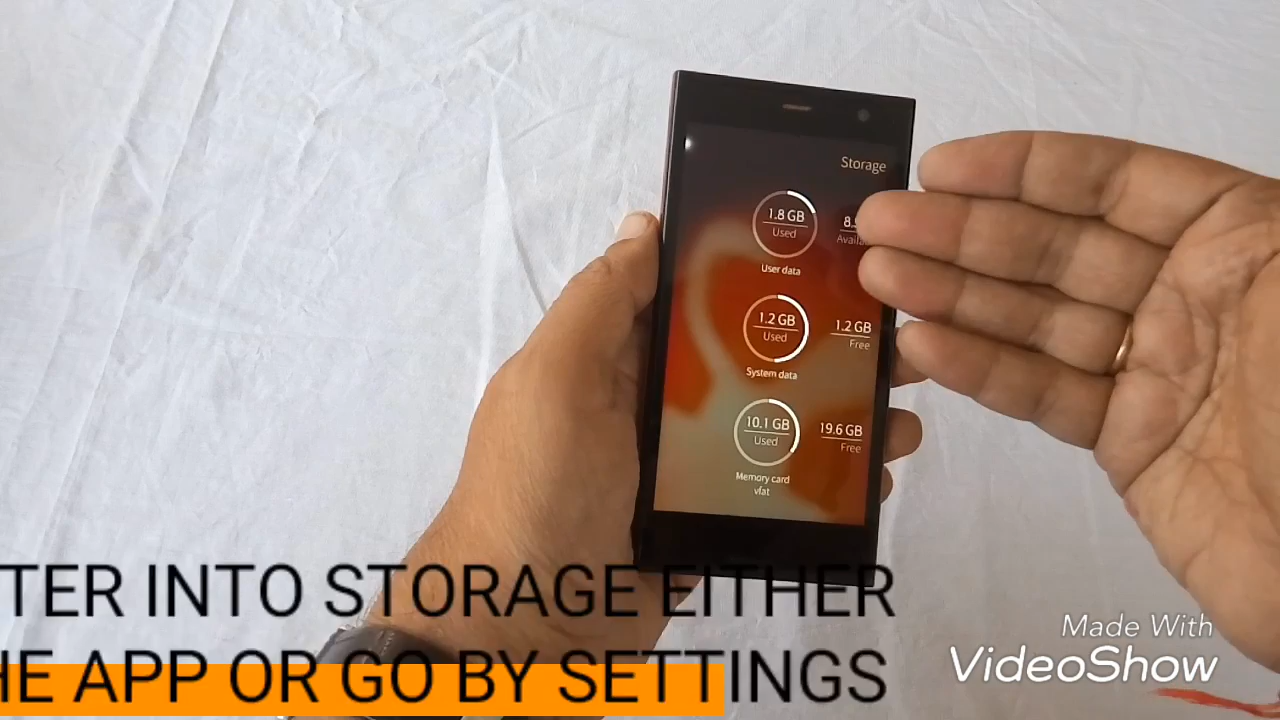 Storage
1.8 GB
Used
User data
1.2 GB
Used
1.2 GB
Free
System data
10.1 GB
Used
19.6 GB
Free
Memory card
vfat
INTO STORAGE EITHER
APP OR GO BY SETTINGS
Made With
VideoShow